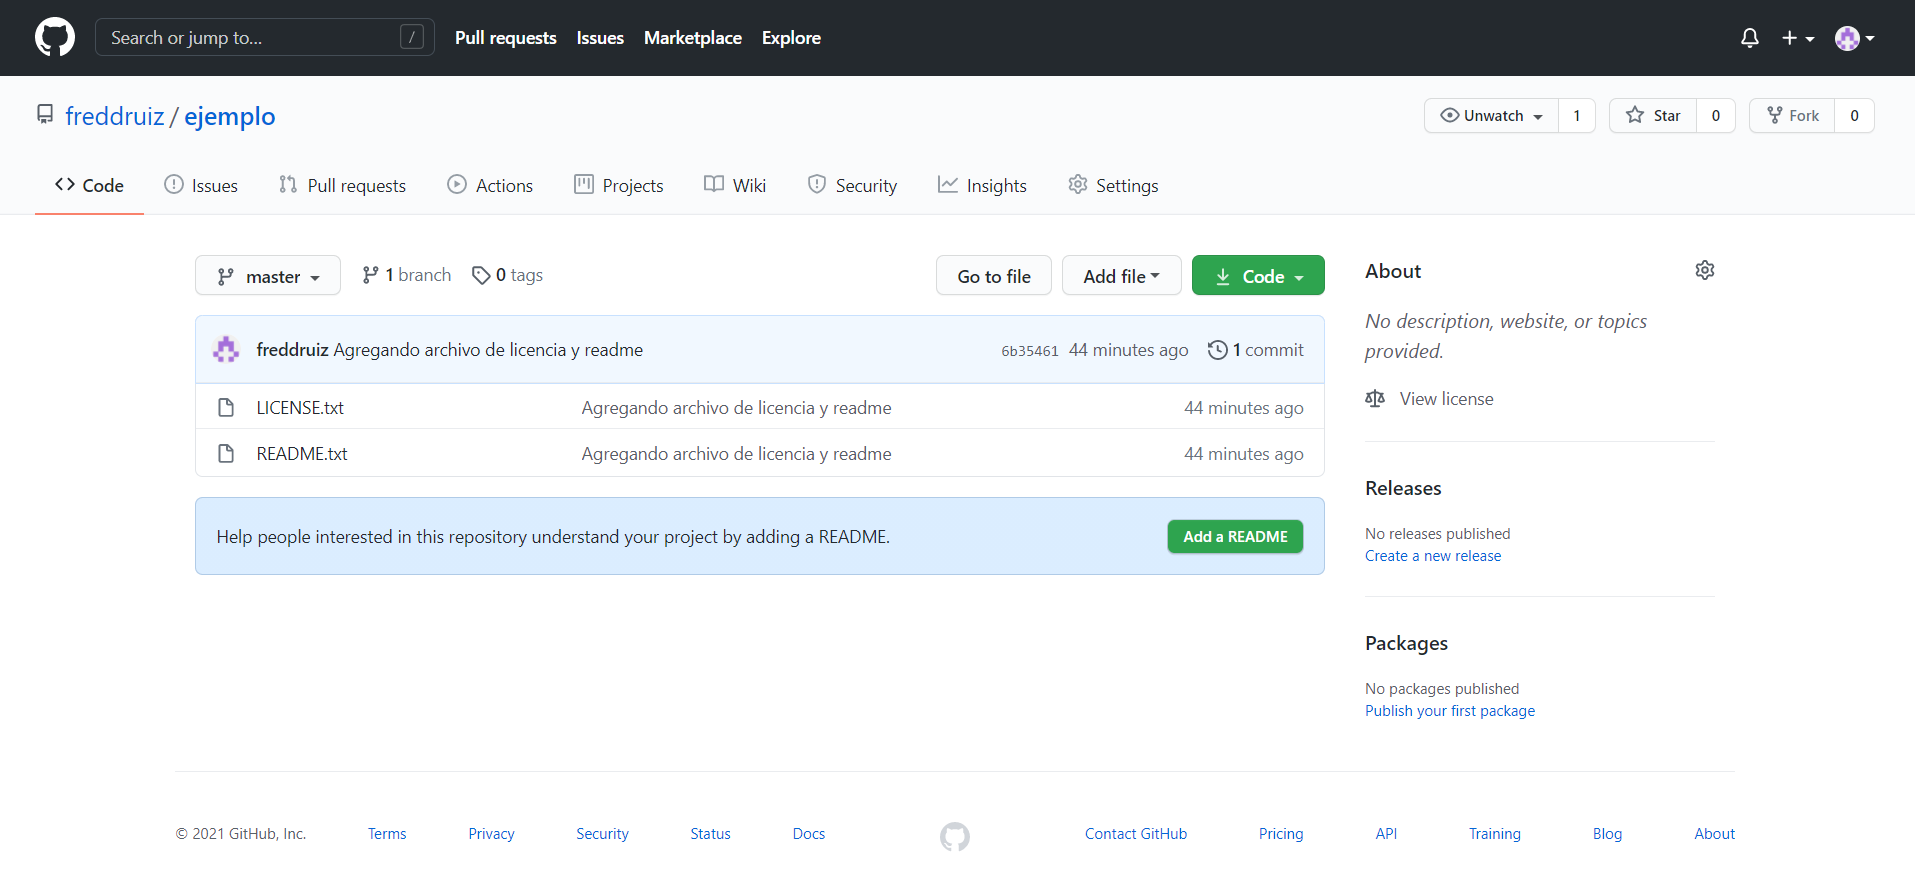 Search or jump to... /
Pull requests Issues Marketplace Explore
freddruiz / ejemplo
Unwatch 1 Star 0 Fork 0
Code Issues Pull requests Actions Projects Wiki Security Insights Settings
master 1 branch 0 tags Go to file Add file Code
freddruiz Agregando archivo de licencia y readme 6b35461 44 minutes ago 1 commit
LICENSE.txt Agregando archivo de licencia y readme 44 minutes ago
README.txt Agregando archivo de licencia y readme 44 minutes ago
Help people interested in this repository understand your project by adding a README. Add a README
About
No description, website, or topics
provided.
View license
Releases
No releases published
Create a new release
Packages
No packages published
Publish your first package
© 2021 GitHub, Inc. Terms Privacy Security Status Docs Contact GitHub Pricing API Training Blog About